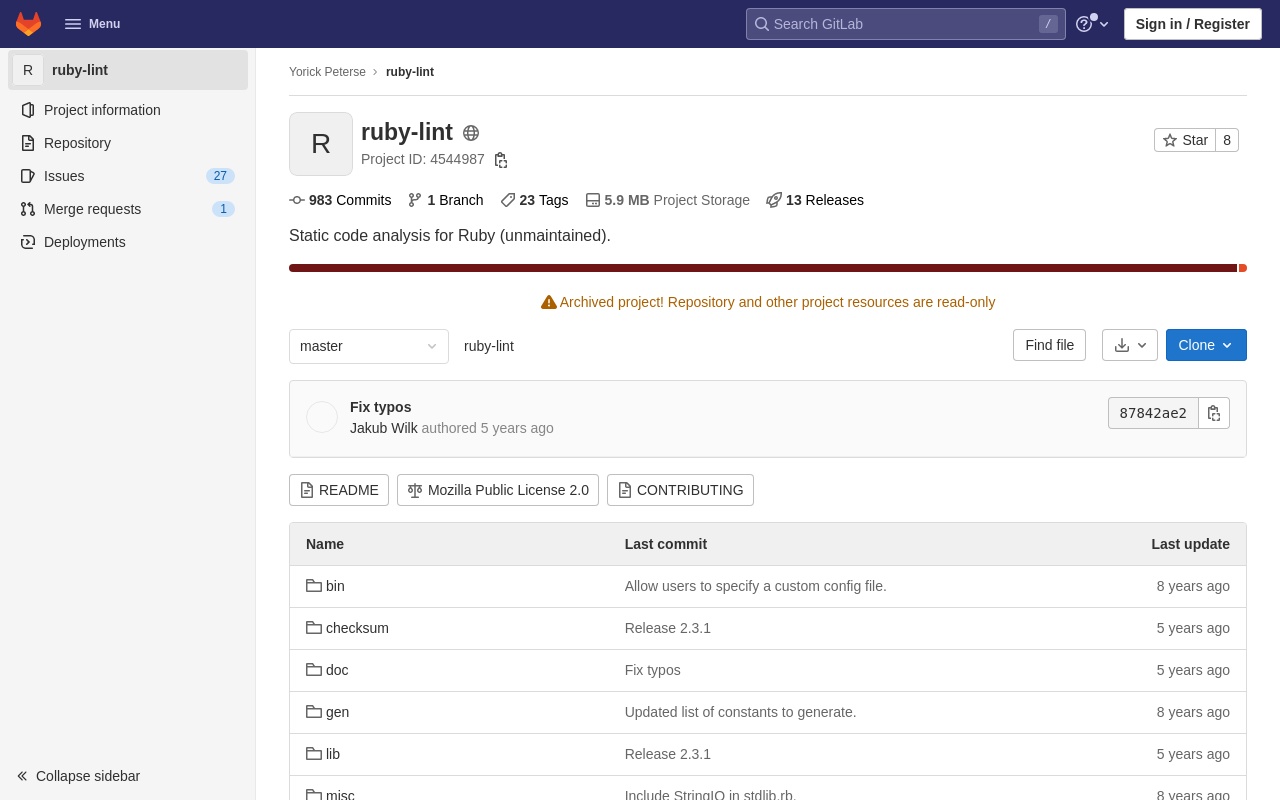 Menu
Search GitLab
/
Sign in / Register
R
ruby-lint
Project information
Repository
Issues
27
Merge requests
1
Deployments
Collapse sidebar
Yorick Peterse
ruby-lint
R
ruby-lint
Project ID: 4544987
Star
8
983 Commits
1 Branch
23 Tags
5.9 MB Project Storage
13 Releases
Static code analysis for Ruby (unmaintained).
Archived project! Repository and other project resources are read-only
master
ruby-lint
Find file
Clone
Fix typos
Jakub Wilk authored 5 years ago
87842ae2
README
Mozilla Public License 2.0
CONTRIBUTING
Name Last commit Last update
bin Allow users to specify a custom config file. 8 years ago
checksum Release 2.3.1 5 years ago
doc Fix typos 5 years ago
gen Updated list of constants to generate. 8 years ago
lib Release 2.3.1 5 years ago
misc Include StringIO in stdlib.rb. 8 years ago